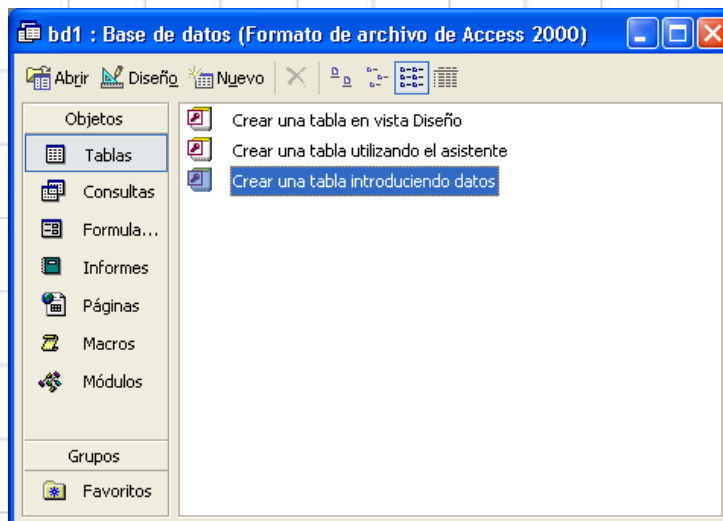 bd1 : Base de datos (Formato de archivo de Access 2000)
Abrir Diseño Nuevo
Objetos
Tablas
Consultas
Formula...
Informes
Páginas
Macros
Módulos
Grupos
Favoritos
Crear una tabla en vista Diseño
Crear una tabla utilizando el asistente
Crear una tabla introduciendo datos